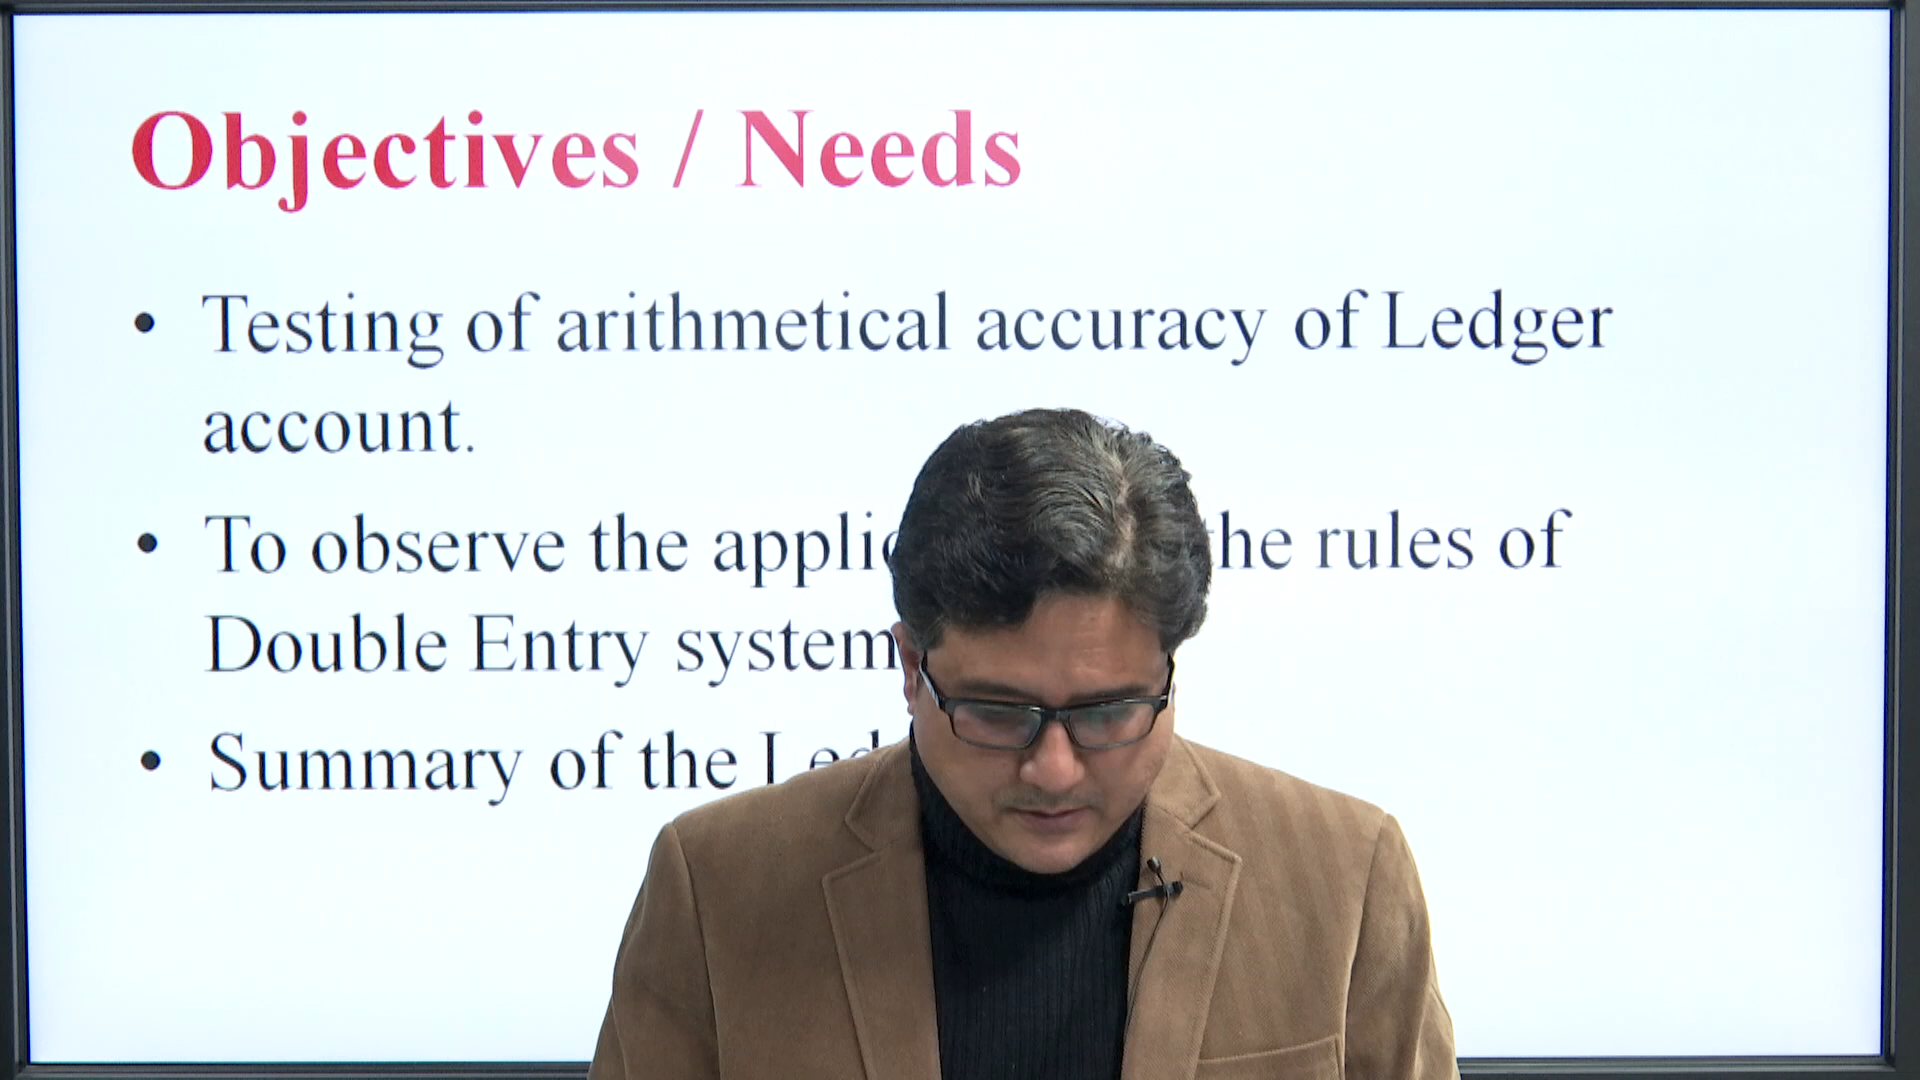 Objectives / Needs
• Testing of arithmetical accuracy of Ledger
account.
• To observe the the rules of
Double Entry system
• Summary of the